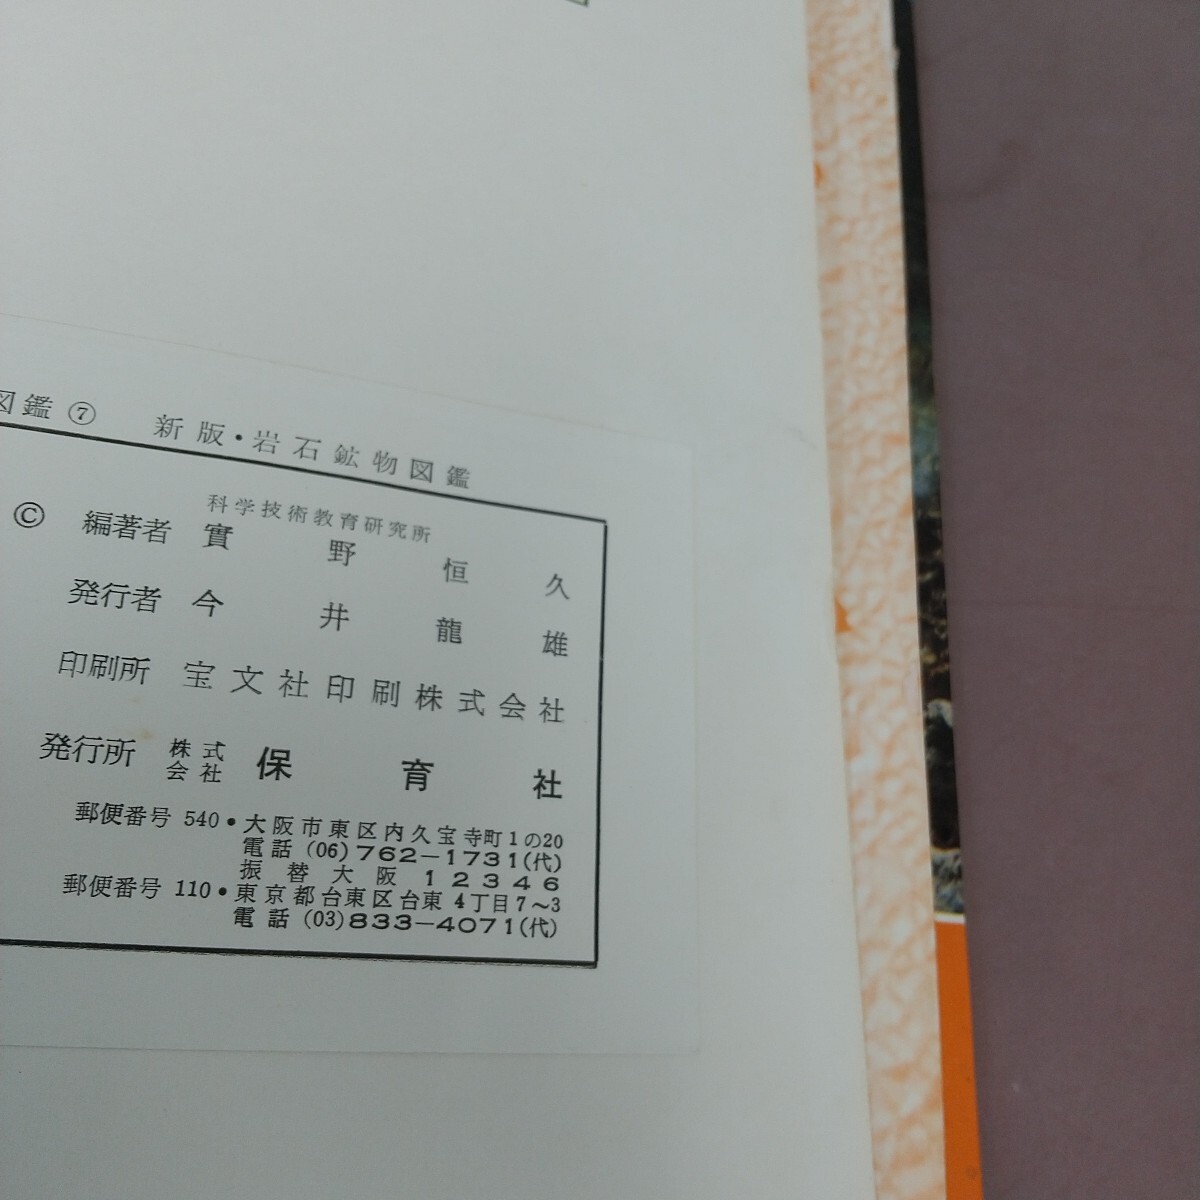 図鑑⑦ 新版・岩石鉱物図鑑
科学技術教育研究所
© 編著者 實野恒久
発行者 今井龍雄
印刷所 宝文社印刷株式会社
発行所 株式会社 保育社
郵便番号 540・大阪市東区内久宝寺町1の20
電話 (06)762-1731(代)
振替大阪 12346
郵便番号 110・東京都台東区台東 4丁目7~3
電話 (03)833-4071(代)